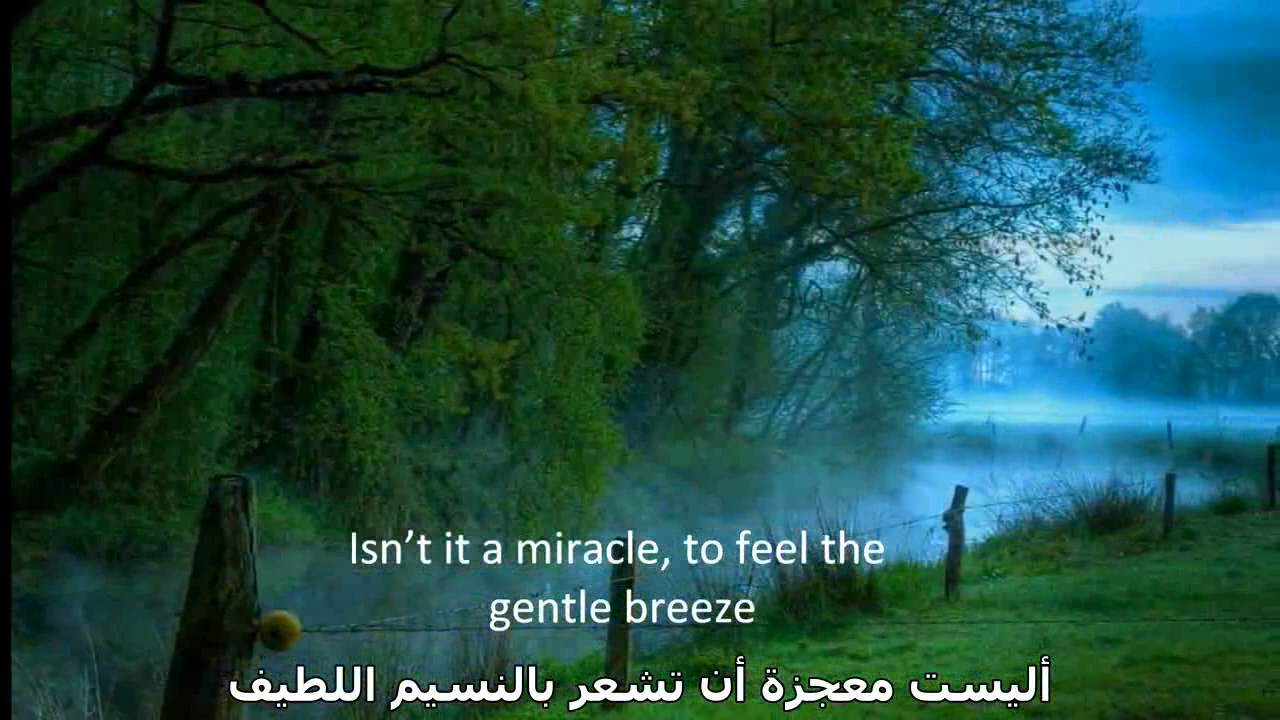 Isn’t it a miracle, to feel the
gentle breeze
أليست معجزة أن تشعر بالنسيم اللطيف